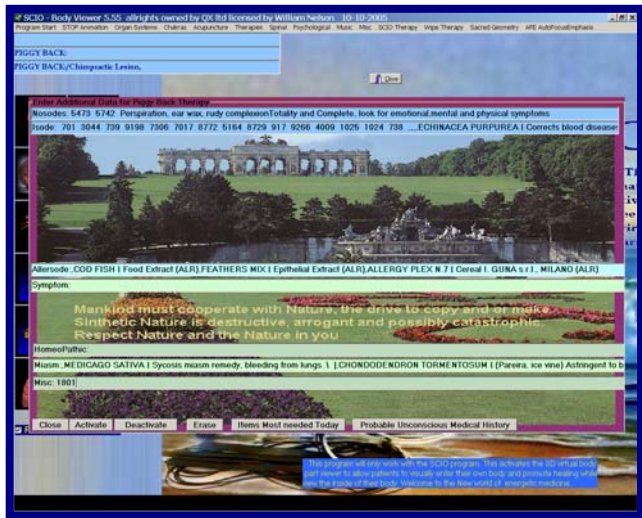 SCIO - Body Viewer 5.55 allrights owned by QX ltd licensed by William Nelson 10-10-2005
Program Start STOP Animation Organ Systems Chakras Acupuncture Therapies Spinal Psychological Music Misc SCIO Therapy Wipe Therapy Sacred Geometry APE AutoFocusEmphasis
PIGGY BACK:
PIGGY BACK:/Chiropractic Lesion,
Close
Enter Additional Data for Piggy Back Therapy
Nosodes: 5473 5742 Perspiration, ear wax, rudy complexionTotality and Complete, look for emotional,mental and physical symptoms
Isode: 701 3044 739 9198 7306 7017 8772 5164 8729 917 9266 4009 1025 1024 738 ...ECHINACEA PURPUREA | Corrects blood diseases
Allersode:,COD FISH | Food Extract (ALR),FEATHERS MIX | Epithelial Extract (ALR),ALLERGY PLEX N.7 | Cereal I. GUNA s.r.l., MILANO (ALR)
Symptom:
Mankind must cooperate with Nature, the drive to copy and or make
Sinthetic Nature is destructive, arrogant and possibly catastrophic.
Respect Nature and the Nature in you
HomeoPathic:
Miasm:,MEDICAGO SATIVA | Sycosis miasm remedy, bleeding from lungs. \ |,CHONDODENDRON TORMENTOSUM | (Pareira, ice vine) Astringent to b
Misc: 1801
Close Activate Deactivate Erase Items Most needed Today Probable Unconscious Medical History
This program will only work with the SCIO program. This activates the 3D virtual body
part viewer to allow patients to visually enter their own body and promote healing while
view the inside of their body. Welcome to the New world of energetic medicine.